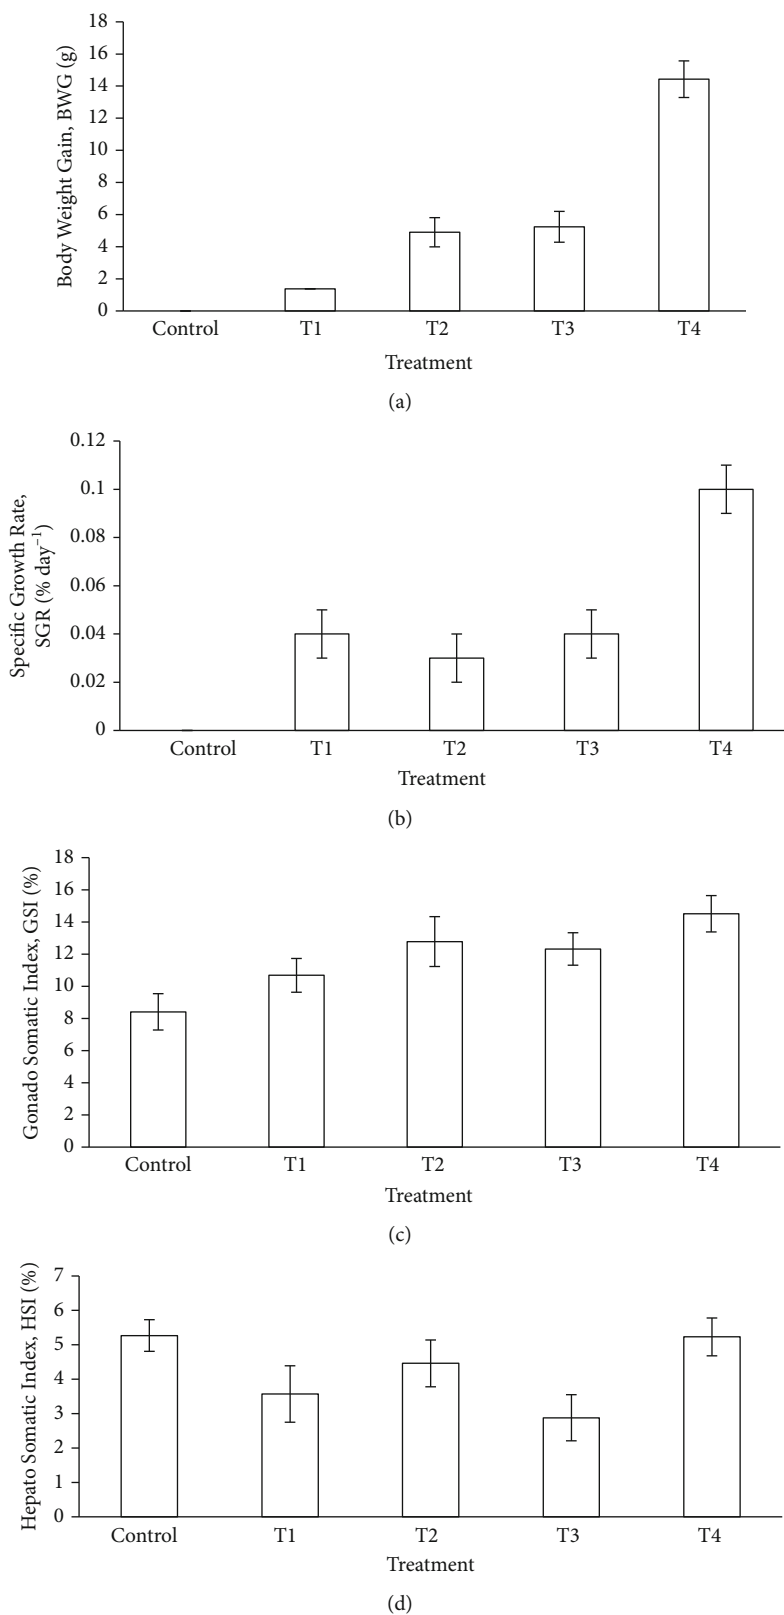 Body Weight Gain, BWG (g)
18
16
14
12
10
8
6
4
2
0
Control T1 T2 T3 T4
Treatment
(a)
Specific Growth Rate,
SGR (% day⁻¹)
0.12
0.1
0.08
0.06
0.04
0.02
0
Control T1 T2 T3 T4
Treatment
(b)
Gonado Somatic Index, GSI (%)
18
16
14
12
10
8
6
4
2
0
Control T1 T2 T3 T4
Treatment
(c)
Hepato Somatic Index, HSI (%)
7
6
5
4
3
2
1
0
Control T1 T2 T3 T4
Treatment
(d)